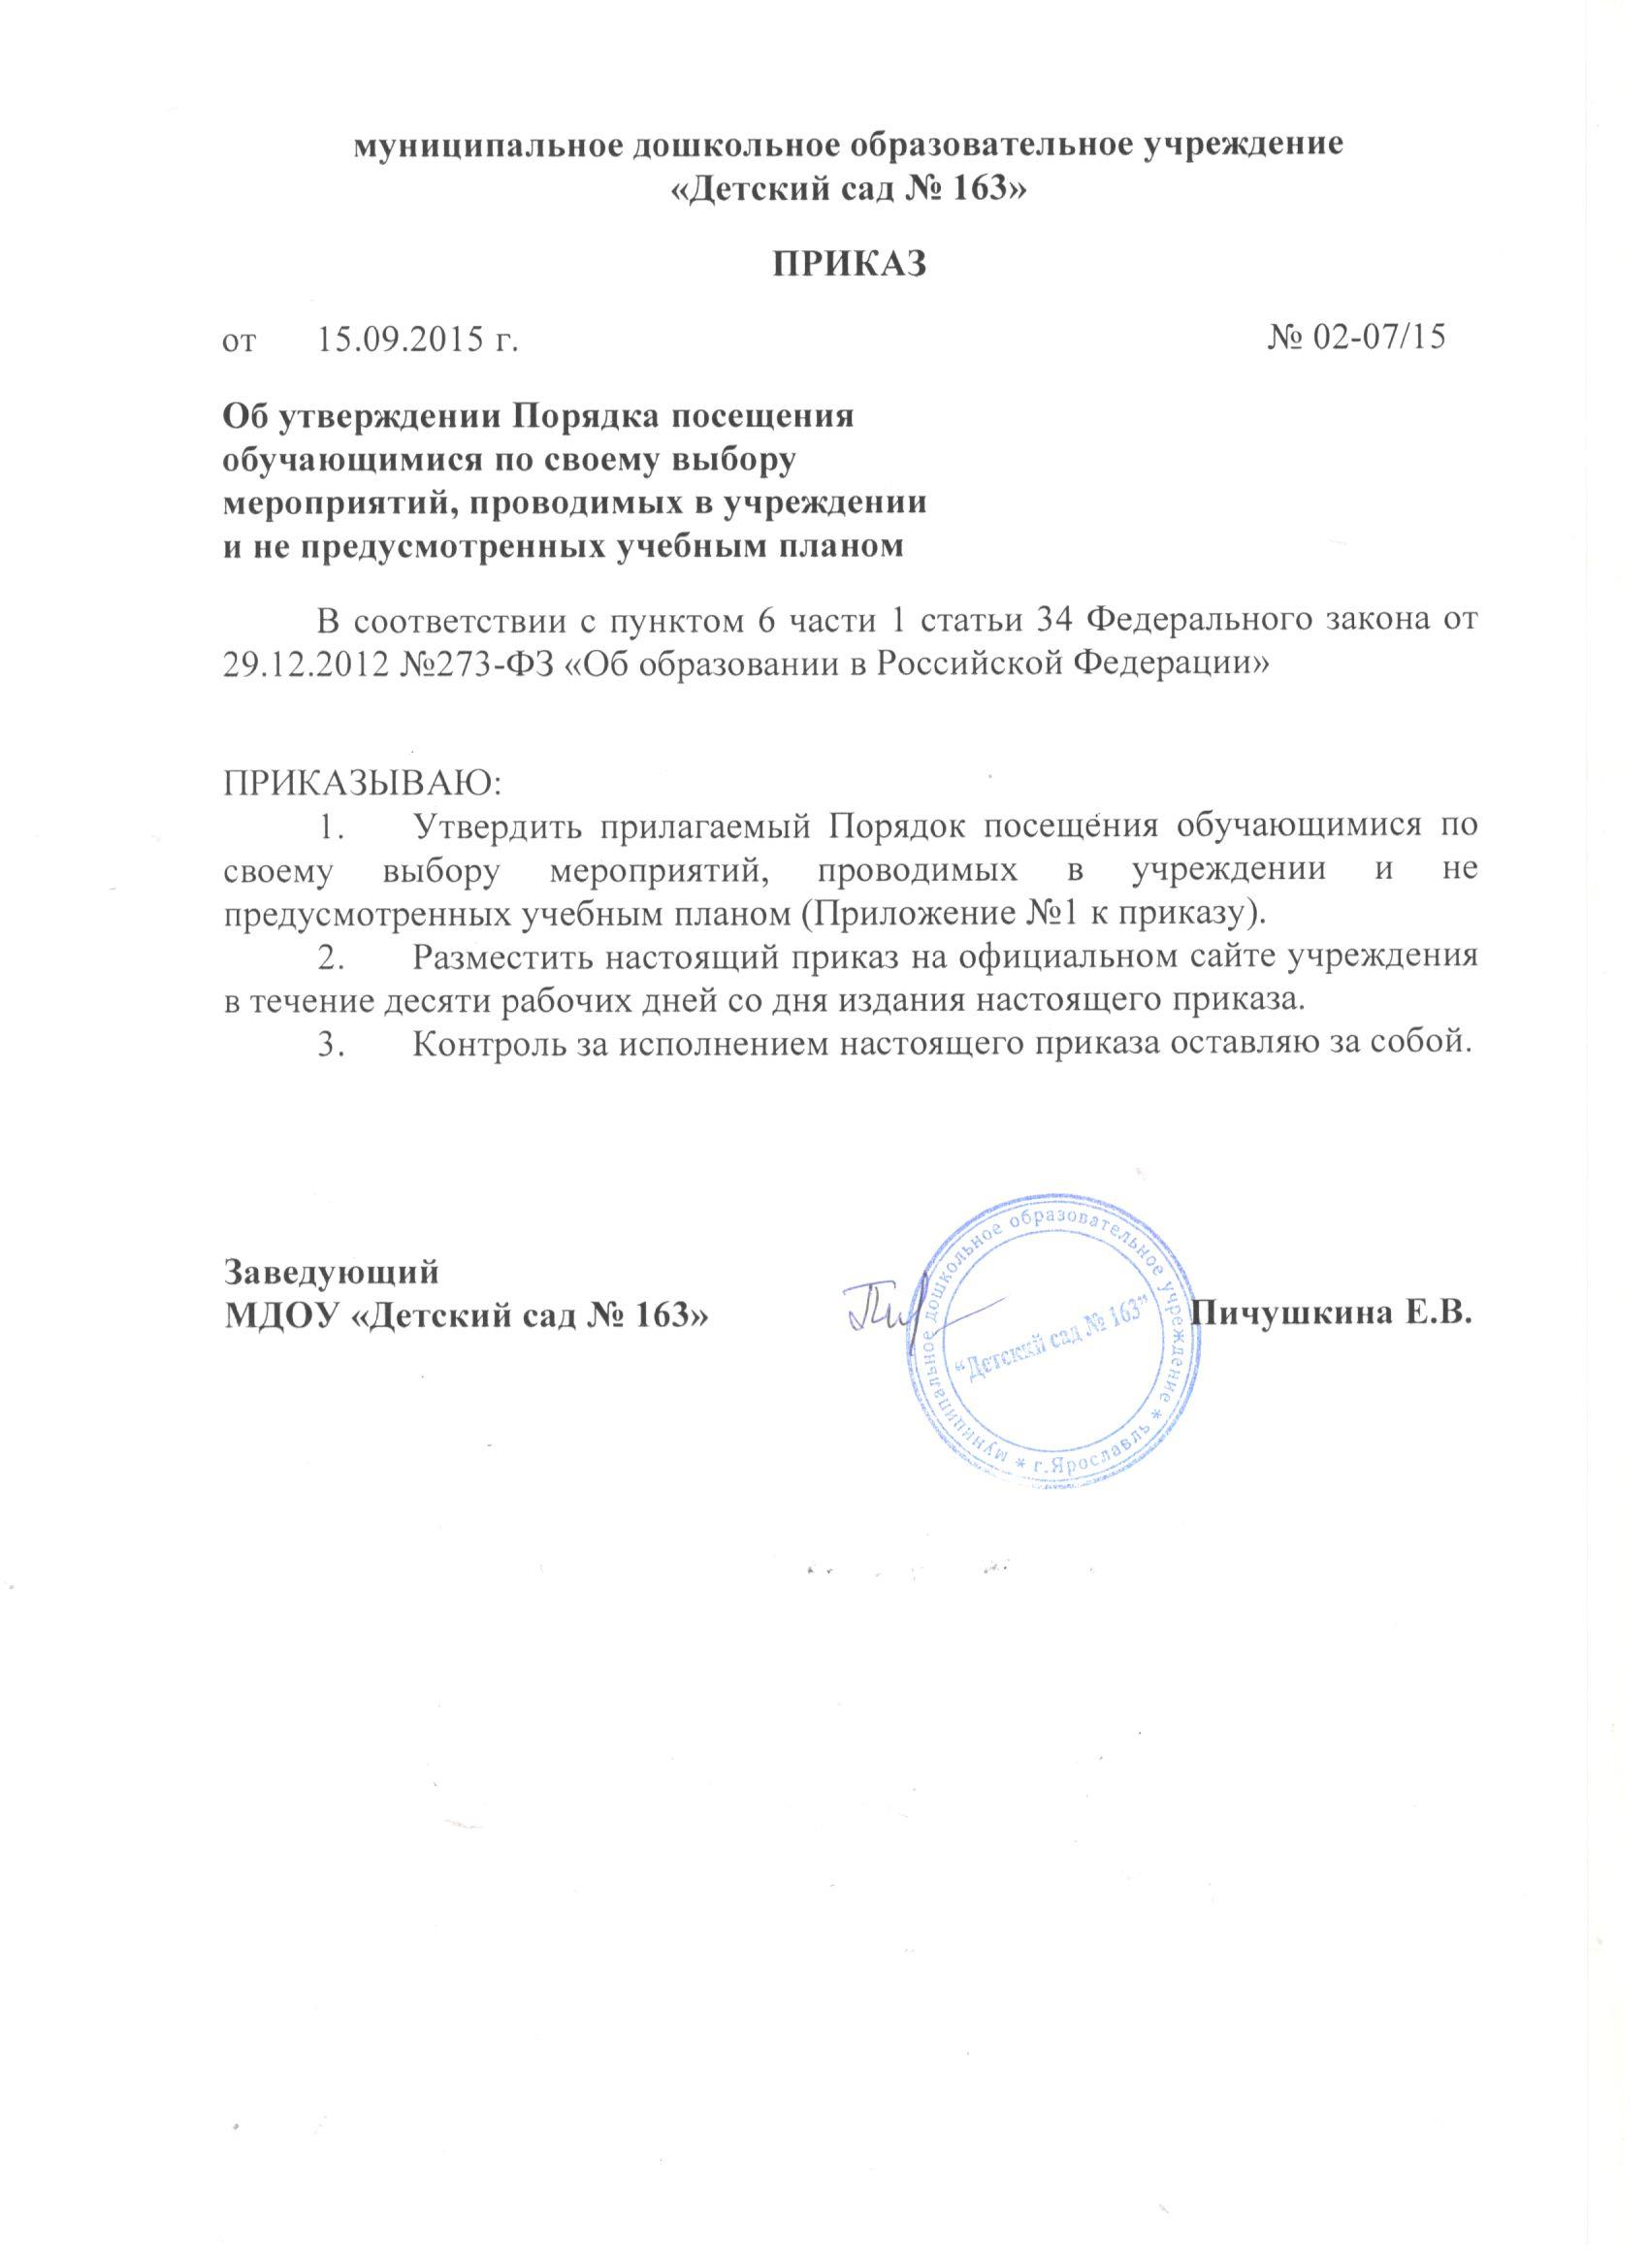 муниципальное дошкольное образовательное учреждение
«Детский сад № 163»
ПРИКАЗ
от 15.09.2015 г. № 02-07/15
Об утверждении Порядка посещения
обучающимися по своему выбору
мероприятий, проводимых в учреждении
и не предусмотренных учебным планом
В соответствии с пунктом 6 части 1 статьи 34 Федерального закона от
29.12.2012 №273-ФЗ «Об образовании в Российской Федерации»
ПРИКАЗЫВАЮ:
1. Утвердить прилагаемый Порядок посещения обучающимися по
своему выбору мероприятий, проводимых в учреждении и не
предусмотренных учебным планом (Приложение №1 к приказу).
2. Разместить настоящий приказ на официальном сайте учреждения
в течение десяти рабочих дней со дня издания настоящего приказа.
3. Контроль за исполнением настоящего приказа оставляю за собой.
Заведующий
МДОУ «Детский сад № 163» Пичушкина Е.В.
муниципальное дошкольное образовательное учреждение * г.Ярославль *
“Детский сад № 163”